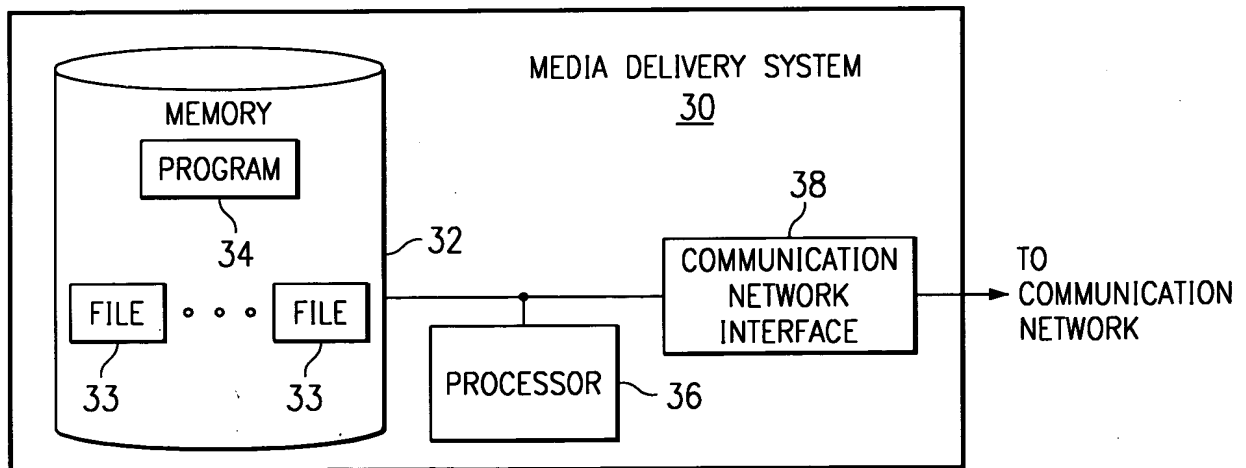 MEDIA DELIVERY SYSTEM
30
MEMORY
PROGRAM
34
32
FILE
FILE
33
33
PROCESSOR
36
38
COMMUNICATION
NETWORK
INTERFACE
TO
COMMUNICATION
NETWORK